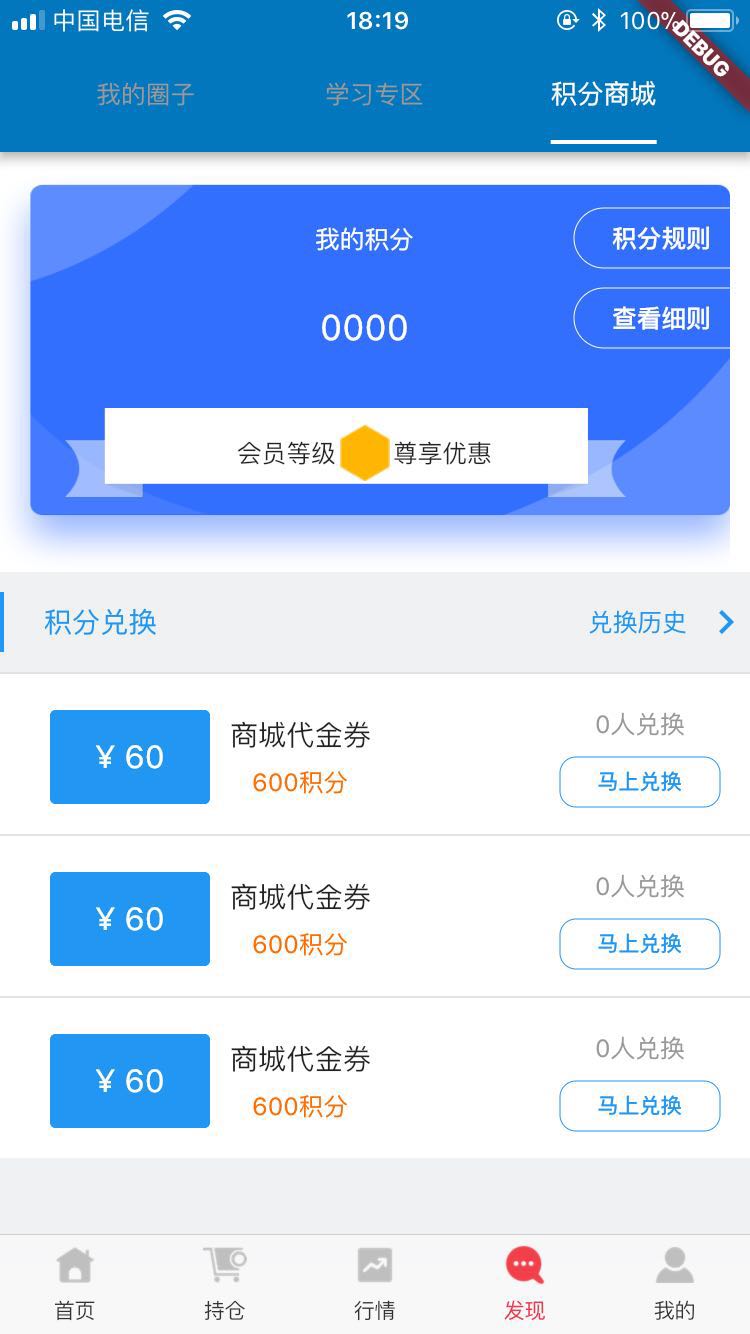 中国电信 18:19 100%
DEBUG
我的圈子 学习专区 积分商城
我的积分
积分规则
0000
查看细则
会员等级 尊享优惠
积分兑换 兑换历史
¥ 60
商城代金券
600积分
0人兑换
马上兑换
¥ 60
商城代金券
600积分
0人兑换
马上兑换
¥ 60
商城代金券
600积分
0人兑换
马上兑换
首页 持仓 行情 发现 我的